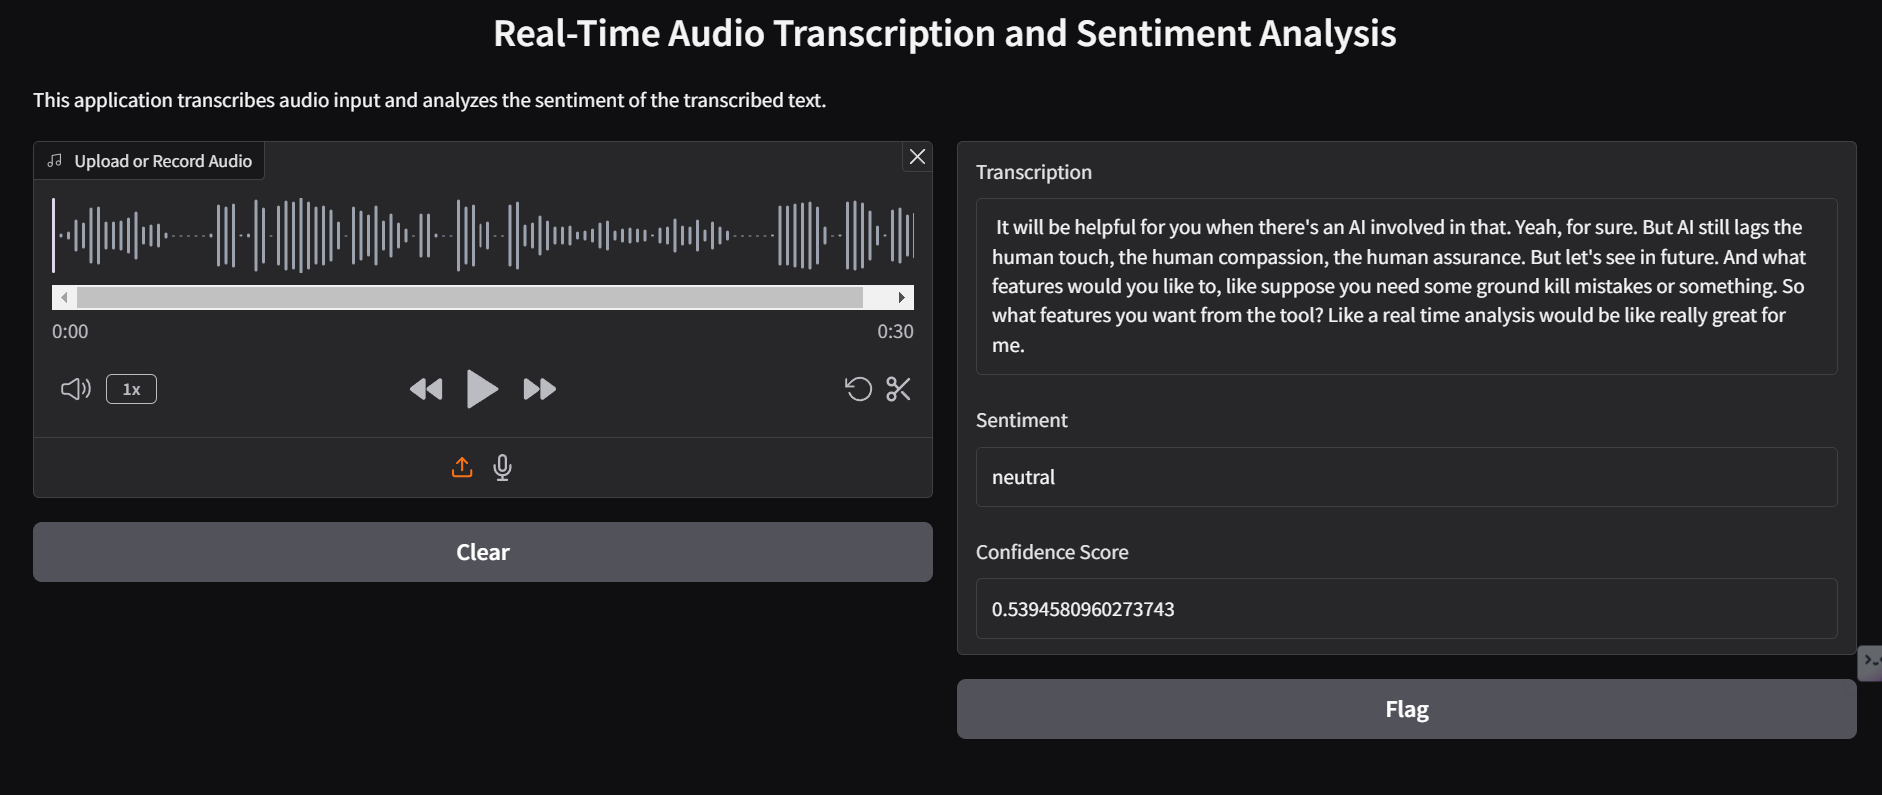 Real-Time Audio Transcription and Sentiment Analysis
This application transcribes audio input and analyzes the sentiment of the transcribed text.
Upload or Record Audio
0:00
0:30
1x
Clear
Transcription
It will be helpful for you when there's an AI involved in that. Yeah, for sure. But AI still lags the
human touch, the human compassion, the human assurance. But let's see in future. And what
features would you like to, like suppose you need some ground kill mistakes or something. So
what features you want from the tool? Like a real time analysis would be like really great for
me.
Sentiment
neutral
Confidence Score
0.5394580960273743
Flag